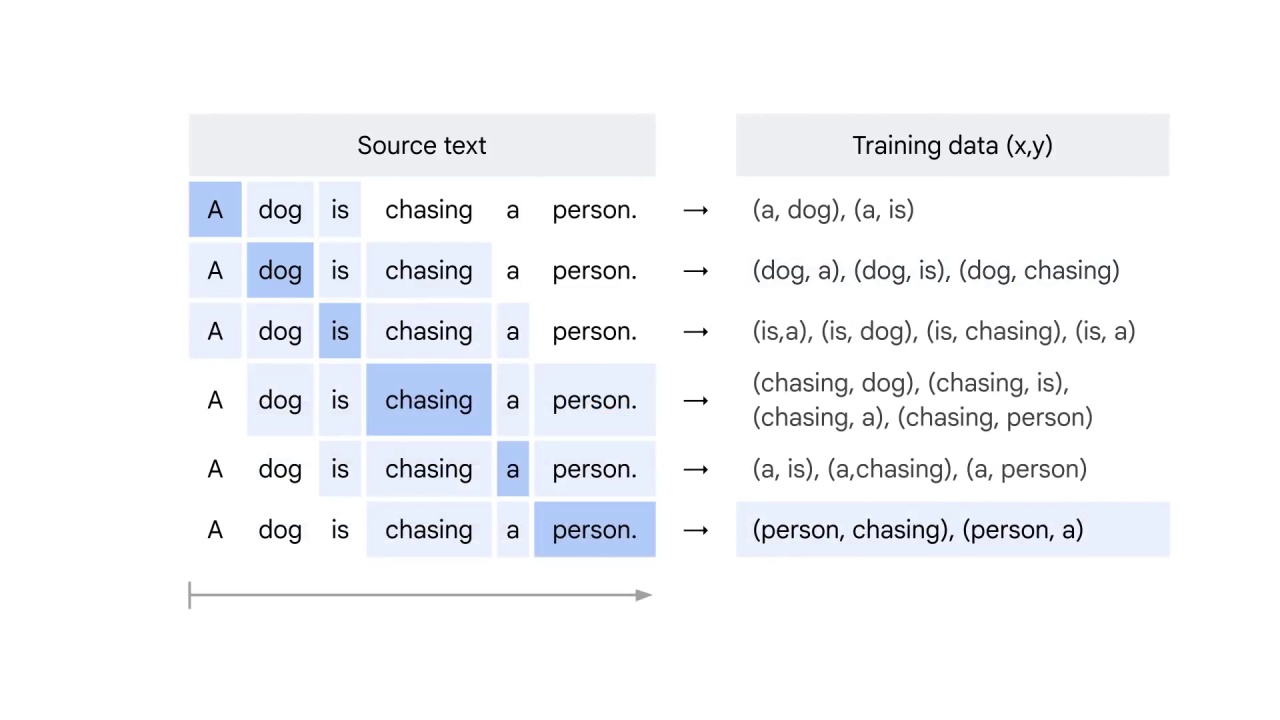 Source text Training data (x,y)
A dog is chasing a person. → (a, dog), (a, is)
A dog is chasing a person. → (dog, a), (dog, is), (dog, chasing)
A dog is chasing a person. → (is,a), (is, dog), (is, chasing), (is, a)
A dog is chasing a person. → (chasing, dog), (chasing, is),
(chasing, a), (chasing, person)
A dog is chasing a person. → (a, is), (a,chasing), (a, person)
A dog is chasing a person. → (person, chasing), (person, a)